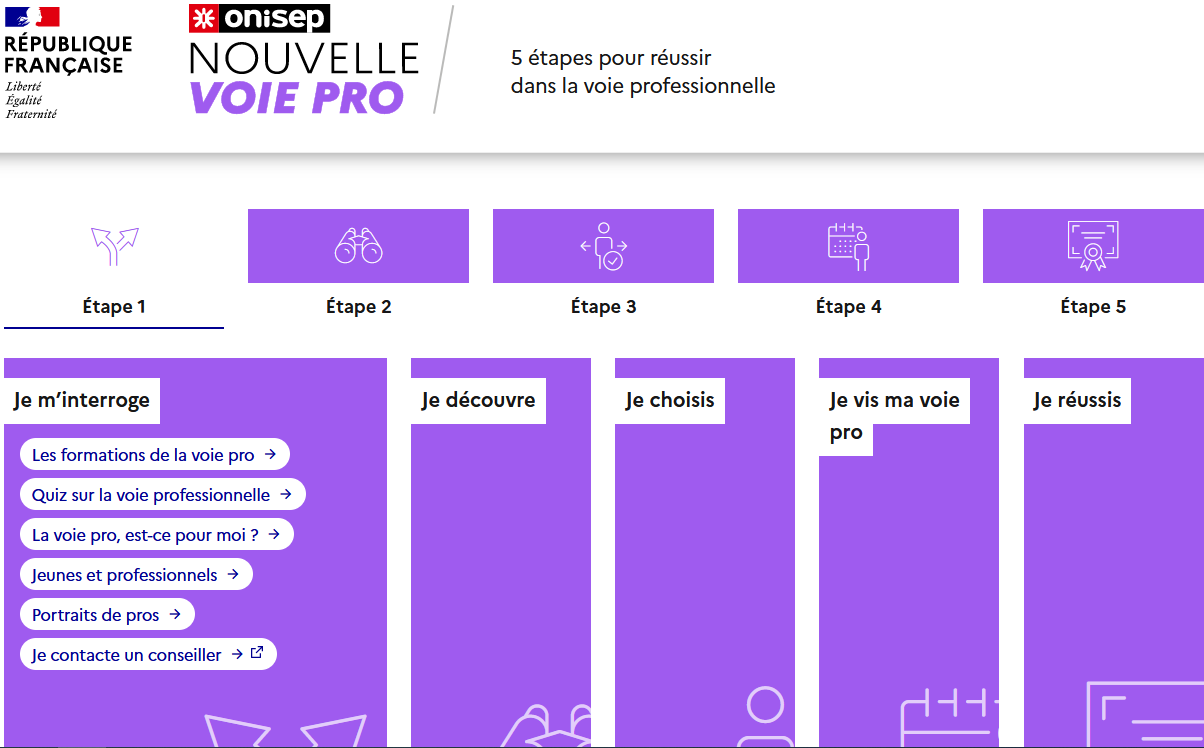 RÉPUBLIQUE
FRANÇAISE
Liberté
Égalité
Fraternité
onisep
NOUVELLE
VOIE PRO
5 étapes pour réussir
dans la voie professionnelle
Étape 1
Étape 2
Étape 3
Étape 4
Étape 5
Je m’interroge
Les formations de la voie pro →
Quiz sur la voie professionnelle →
La voie pro, est-ce pour moi ? →
Jeunes et professionnels →
Portraits de pros →
Je contacte un conseiller →
Je découvre
Je choisis
Je vis ma voie
pro
Je réussis